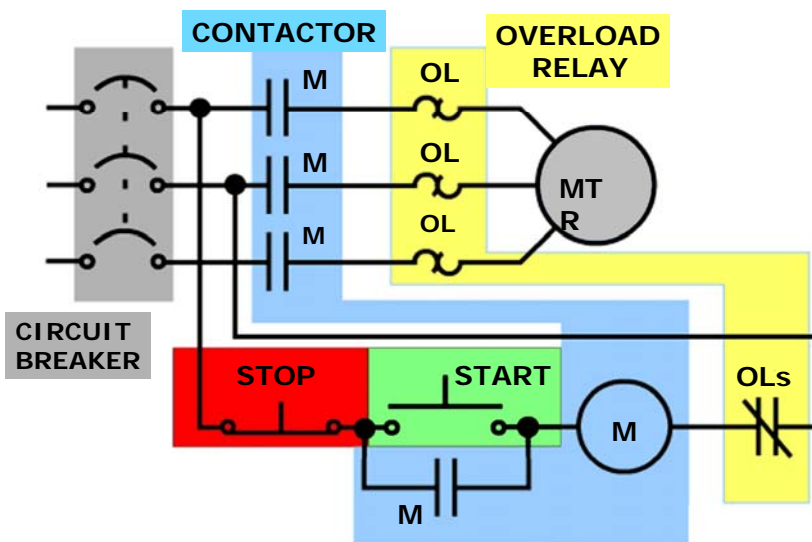 CONTACTOR
OVERLOAD
RELAY
M
OL
M
OL
MT
R
M
OL
CIRCUIT
BREAKER
STOP
START
OLs
M
M